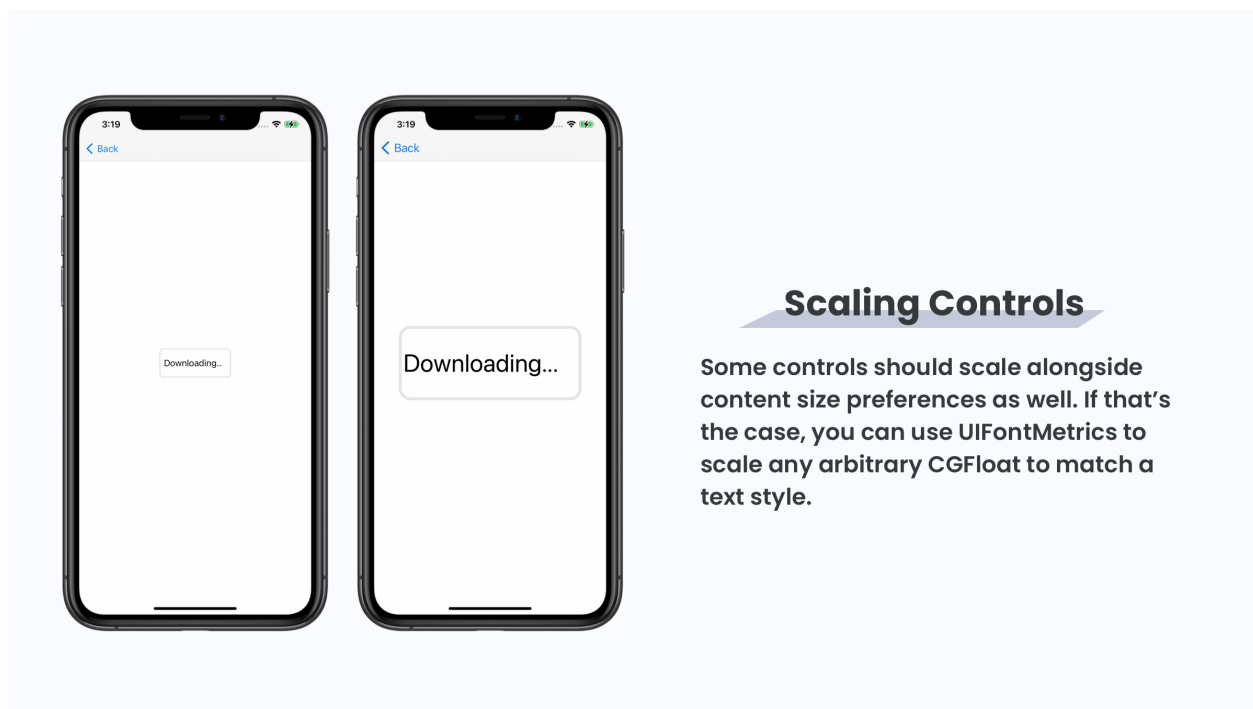 3:19
Back
Downloading..
3:19
Back
Downloading...
Scaling Controls
Some controls should scale alongside
content size preferences as well. If that’s
the case, you can use UIFontMetrics to
scale any arbitrary CGFloat to match a
text style.